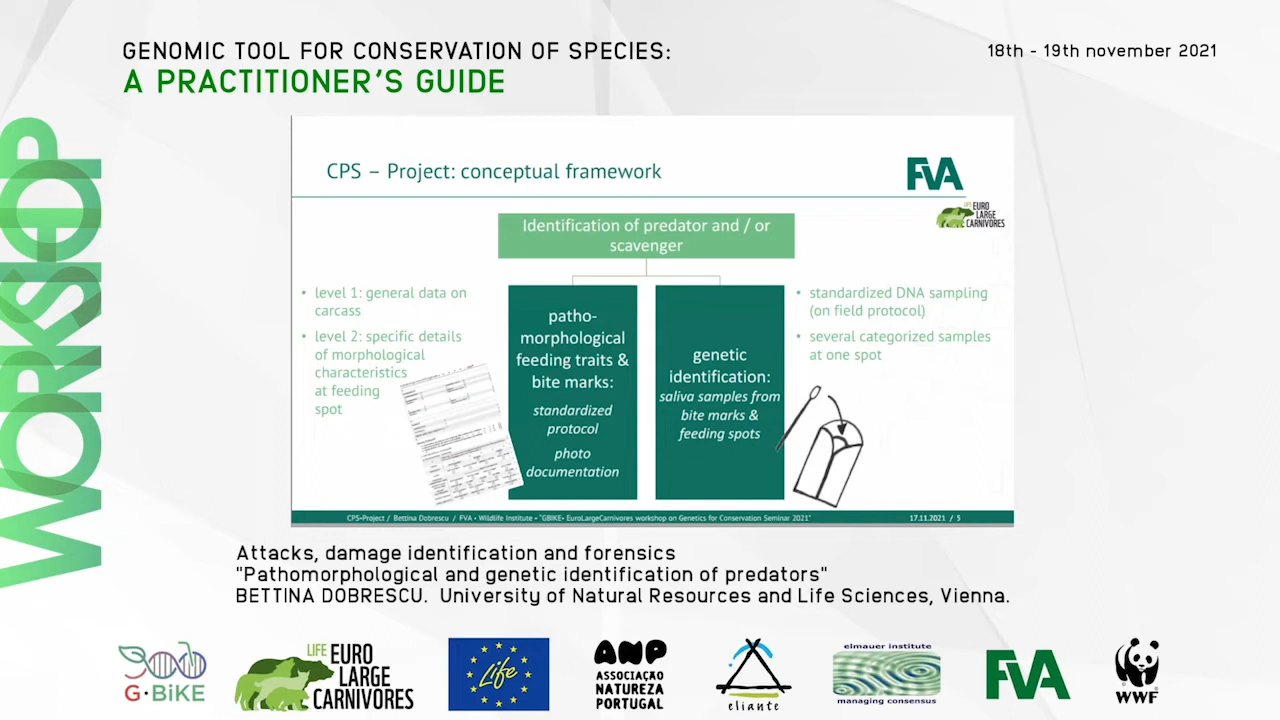 GENOMIC TOOL FOR CONSERVATION OF SPECIES:
A PRACTITIONER'S GUIDE
18th - 19th november 2021
WORKSHOP
CPS – Project: conceptual framework
FVA
LIFE EURO
LARGE
CARNIVORES
Identification of predator and / or
scavenger
• level 1: general data on
carcass
• level 2: specific details
of morphological
characteristics
at feeding
spot
patho-
morphological
feeding traits &
bite marks:
standardized
protocol
photo
documentation
genetic
identification:
saliva samples from
bite marks &
feeding spots
• standardized DNA sampling
(on field protocol)
• several categorized samples
at one spot
CPS-Project / Bettina Dobrescu / FVA - Wildlife Institute - "GBIKE- EuroLargeCarnivores workshop on Genetics for Conservation Seminar 2021"
17.11.2021 / 5
Attacks, damage identification and forensics
"Pathomorphological and genetic identification of predators"
BETTINA DOBRESCU. University of Natural Resources and Life Sciences, Vienna.
G·BiKE
LIFE EURO
LARGE
CARNIVORES
Life
ANP
ASSOCIAÇÃO
NATUREZA
PORTUGAL
eliante
elmauer institute
managing consensus
FVA
WWF